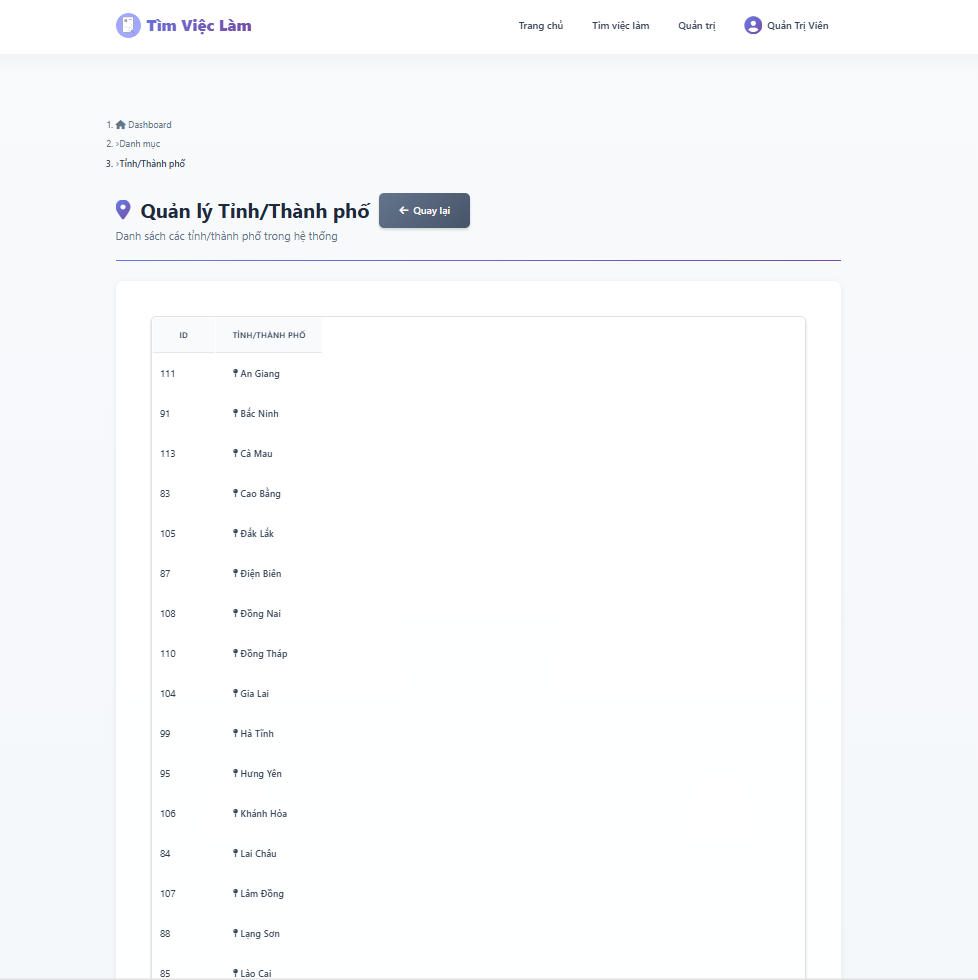 Tìm Việc Làm
Trang chủ Tìm việc làm Quản trị Quản Trị Viên
1. Dashboard
2. ›Danh mục
3. ›Tỉnh/Thành phố
Quản lý Tỉnh/Thành phố ← Quay lại
Danh sách các tỉnh/thành phố trong hệ thống
ID TỈNH/THÀNH PHỐ
111 An Giang
91 Bắc Ninh
113 Cà Mau
83 Cao Bằng
105 Đắk Lắk
87 Điện Biên
108 Đồng Nai
110 Đồng Tháp
104 Gia Lai
99 Hà Tĩnh
95 Hưng Yên
106 Khánh Hòa
84 Lai Châu
107 Lâm Đồng
88 Lạng Sơn
85 Lào Cai